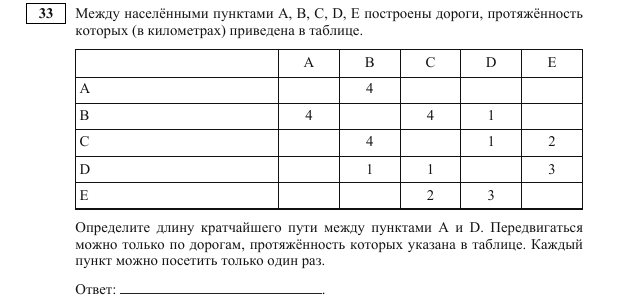 33 Между населёнными пунктами A, B, C, D, E построены дороги, протяжённость
которых (в километрах) приведена в таблице.
A B C D E
A 4
B 4 4 1
C 4 1 2
D 1 1 3
E 2 3
Определите длину кратчайшего пути между пунктами A и D. Передвигаться
можно только по дорогам, протяжённость которых указана в таблице. Каждый
пункт можно посетить только один раз.
Ответ: ____________________.